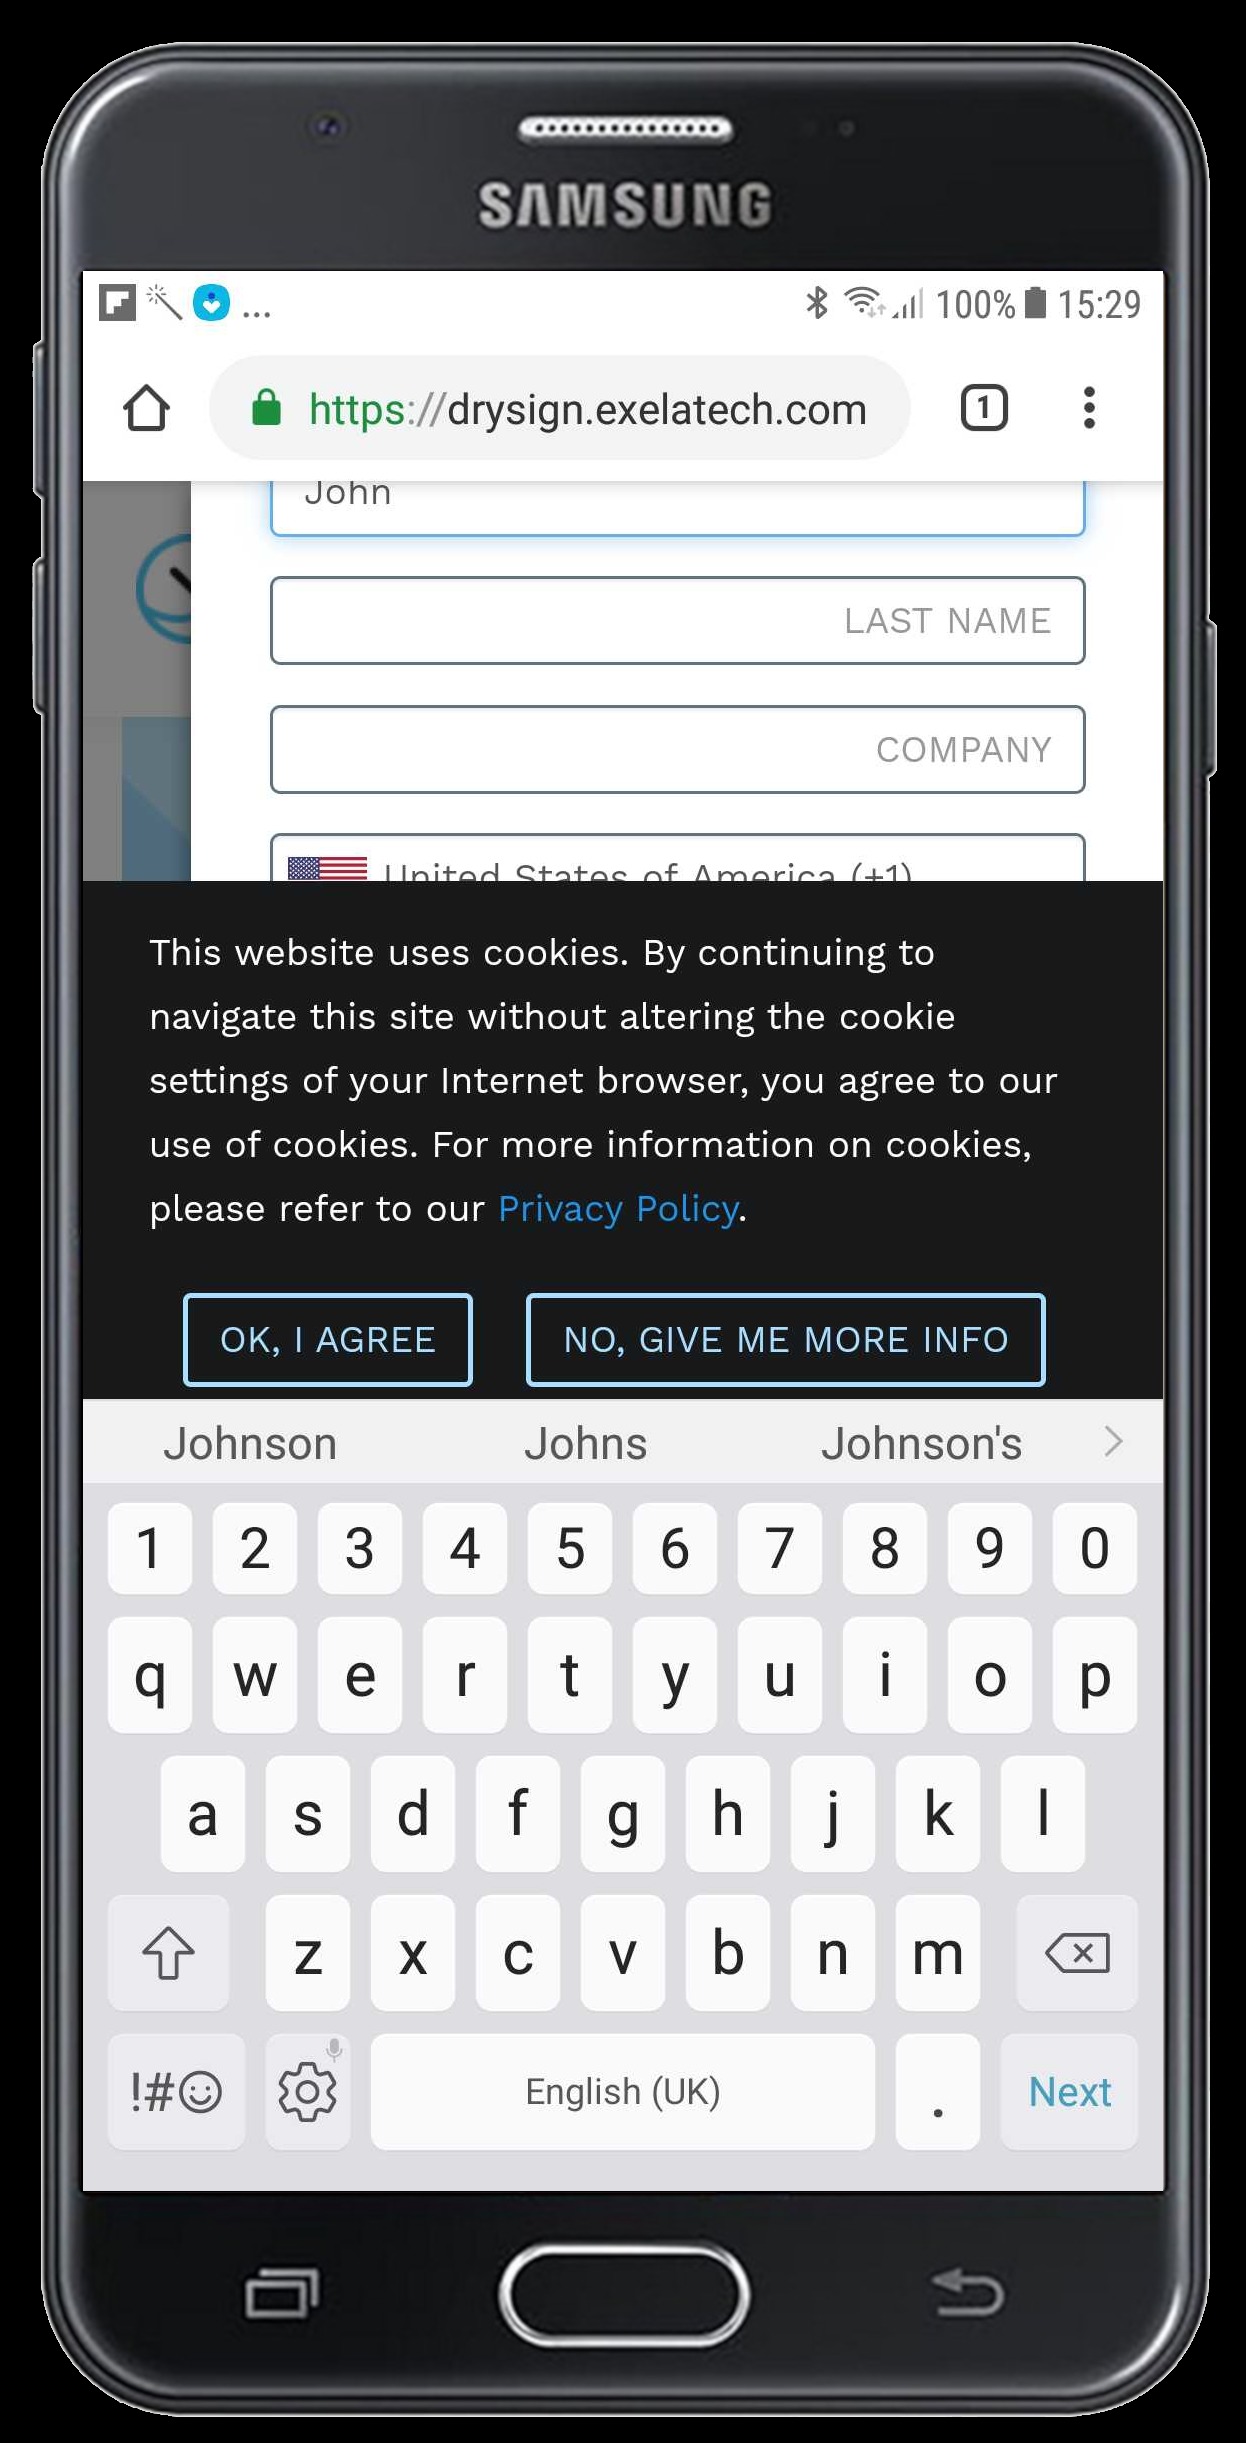 SAMSUNG
... 100% 15:29
https://drysign.exelatech.com 1
John
LAST NAME
COMPANY
United States of America (+1)
This website uses cookies. By continuing to
navigate this site without altering the cookie
settings of your Internet browser, you agree to our
use of cookies. For more information on cookies,
please refer to our Privacy Policy.
OK, I AGREE NO, GIVE ME MORE INFO
Johnson Johns Johnson's
1 2 3 4 5 6 7 8 9 0
q w e r t y u i o p
a s d f g h j k l
z x c v b n m
!#☺ English (UK) . Next